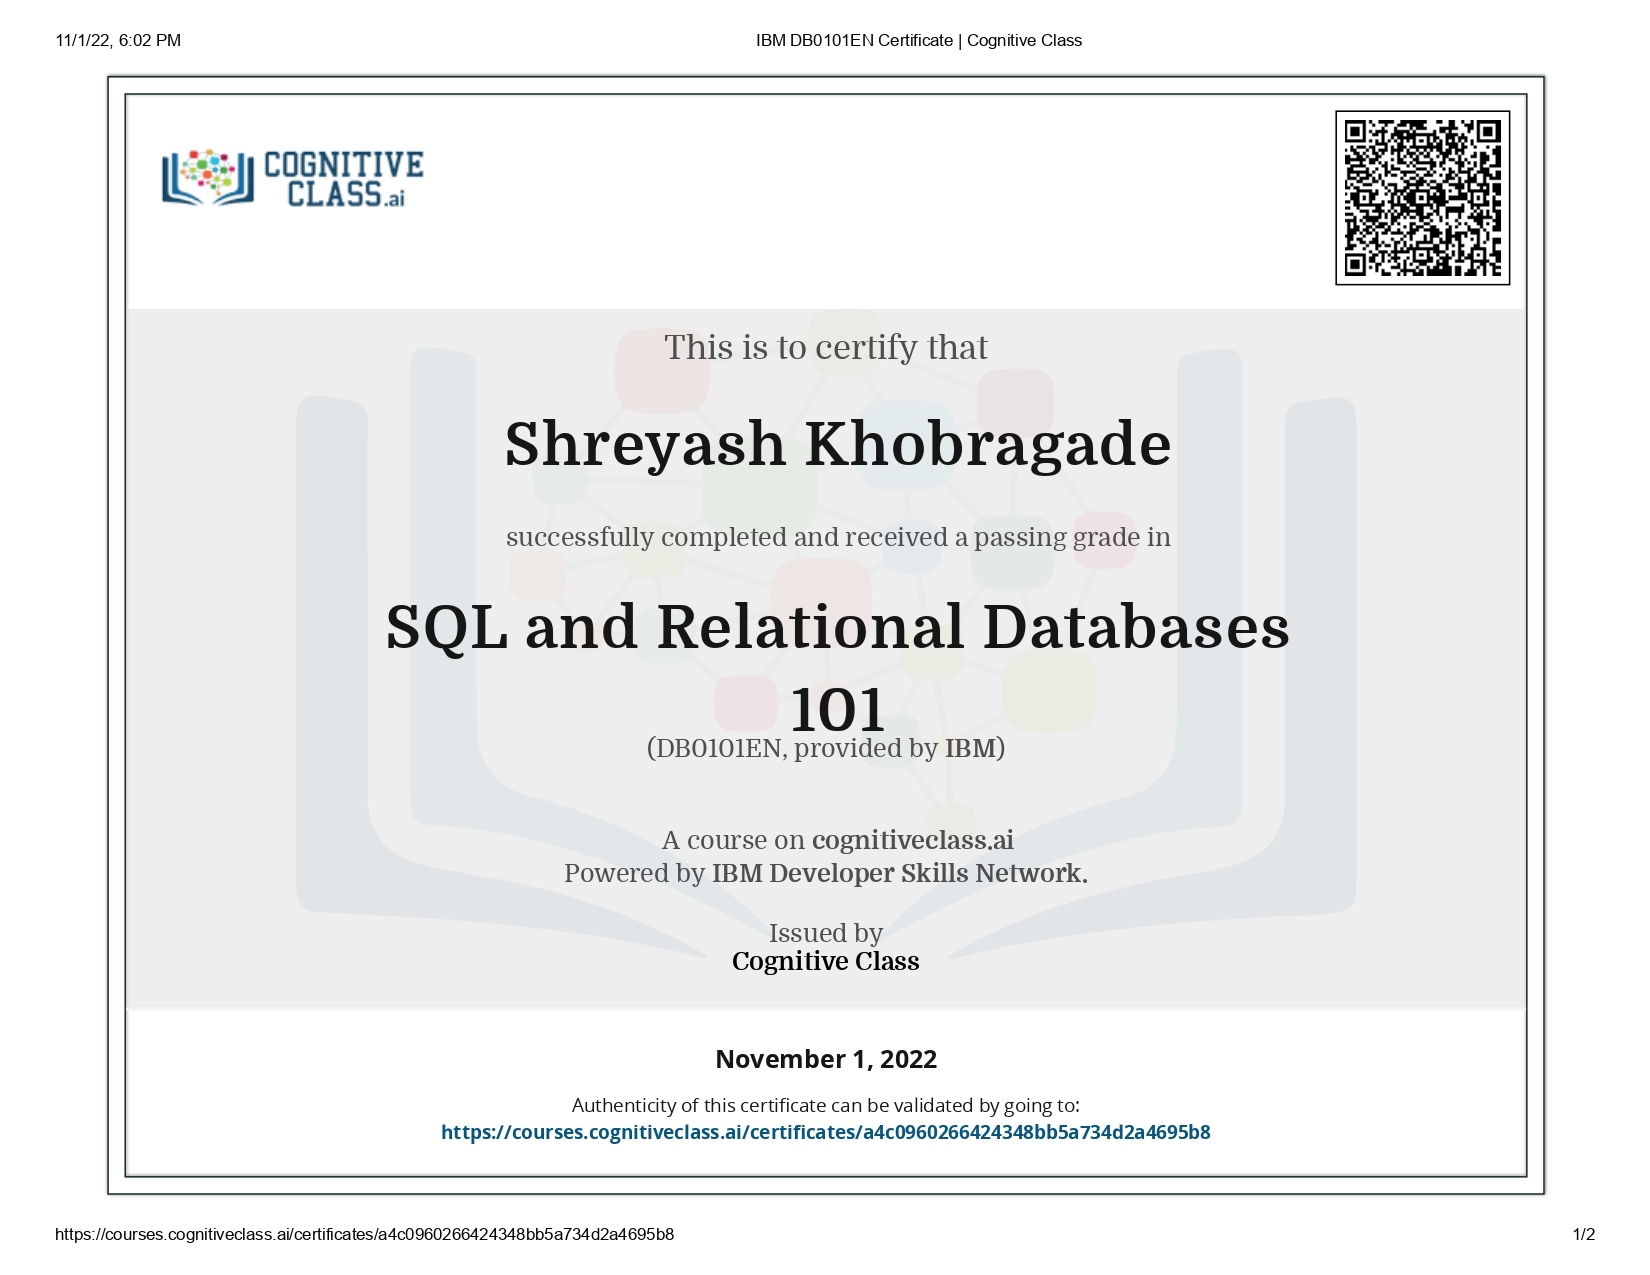 11/1/22, 6:02 PM
IBM DB0101EN Certificate | Cognitive Class
COGNITIVE
CLASS.ai
This is to certify that
Shreyash Khobragade
successfully completed and received a passing grade in
SQL and Relational Databases
101
(DB0101EN, provided by IBM)
A course on cognitiveclass.ai
Powered by IBM Developer Skills Network.
Issued by
Cognitive Class
November 1, 2022
Authenticity of this certificate can be validated by going to:
https://courses.cognitiveclass.ai/certificates/a4c0960266424348bb5a734d2a4695b8
https://courses.cognitiveclass.ai/certificates/a4c0960266424348bb5a734d2a4695b8
1/2